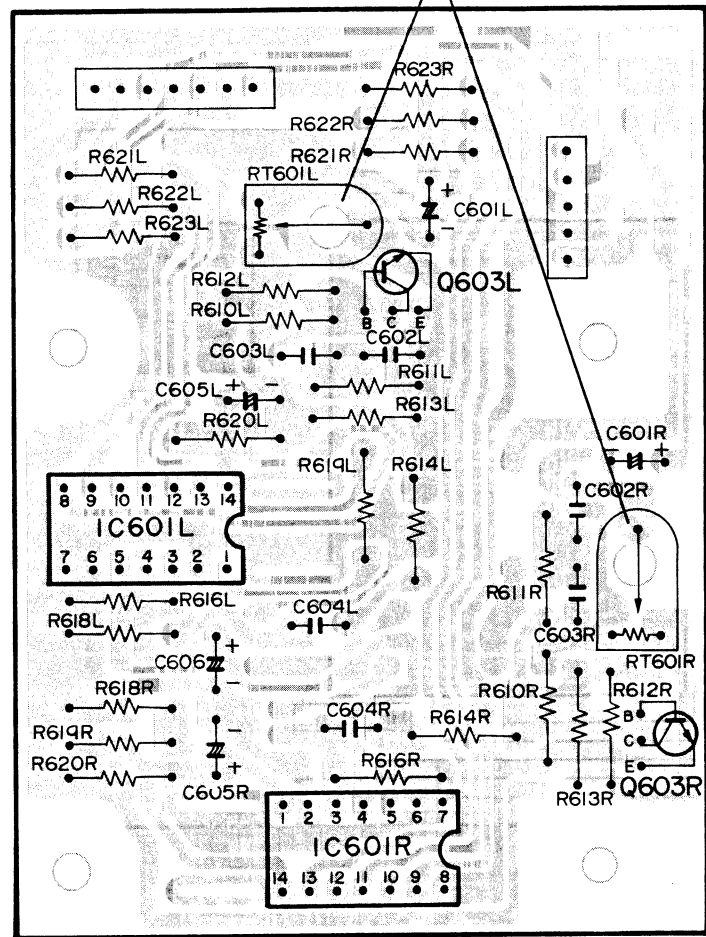 R623R
R622R
R621R
R621L
RT601L
R622L
R623L
+
C601L
-
R612L
Q603L
R610L
B C E
C603L
C602L
R611L
+ -
C605L
R613L
R620L
C601R
+
R619L
R614L
C602R
8 9 10 11 12 13 14
IC601L
7 6 5 4 3 2 1
R611R
R616L
C604L
R618L
C603R
+
C606
-
RT601R
R618R
R610R
R612R
B
C604R
R614R
R619R
-
C
R620R
+
R616R
E
Q603R
C605R
R613R
1 2 3 4 5 6 7
IC601R
14 13 12 11 10 9 8